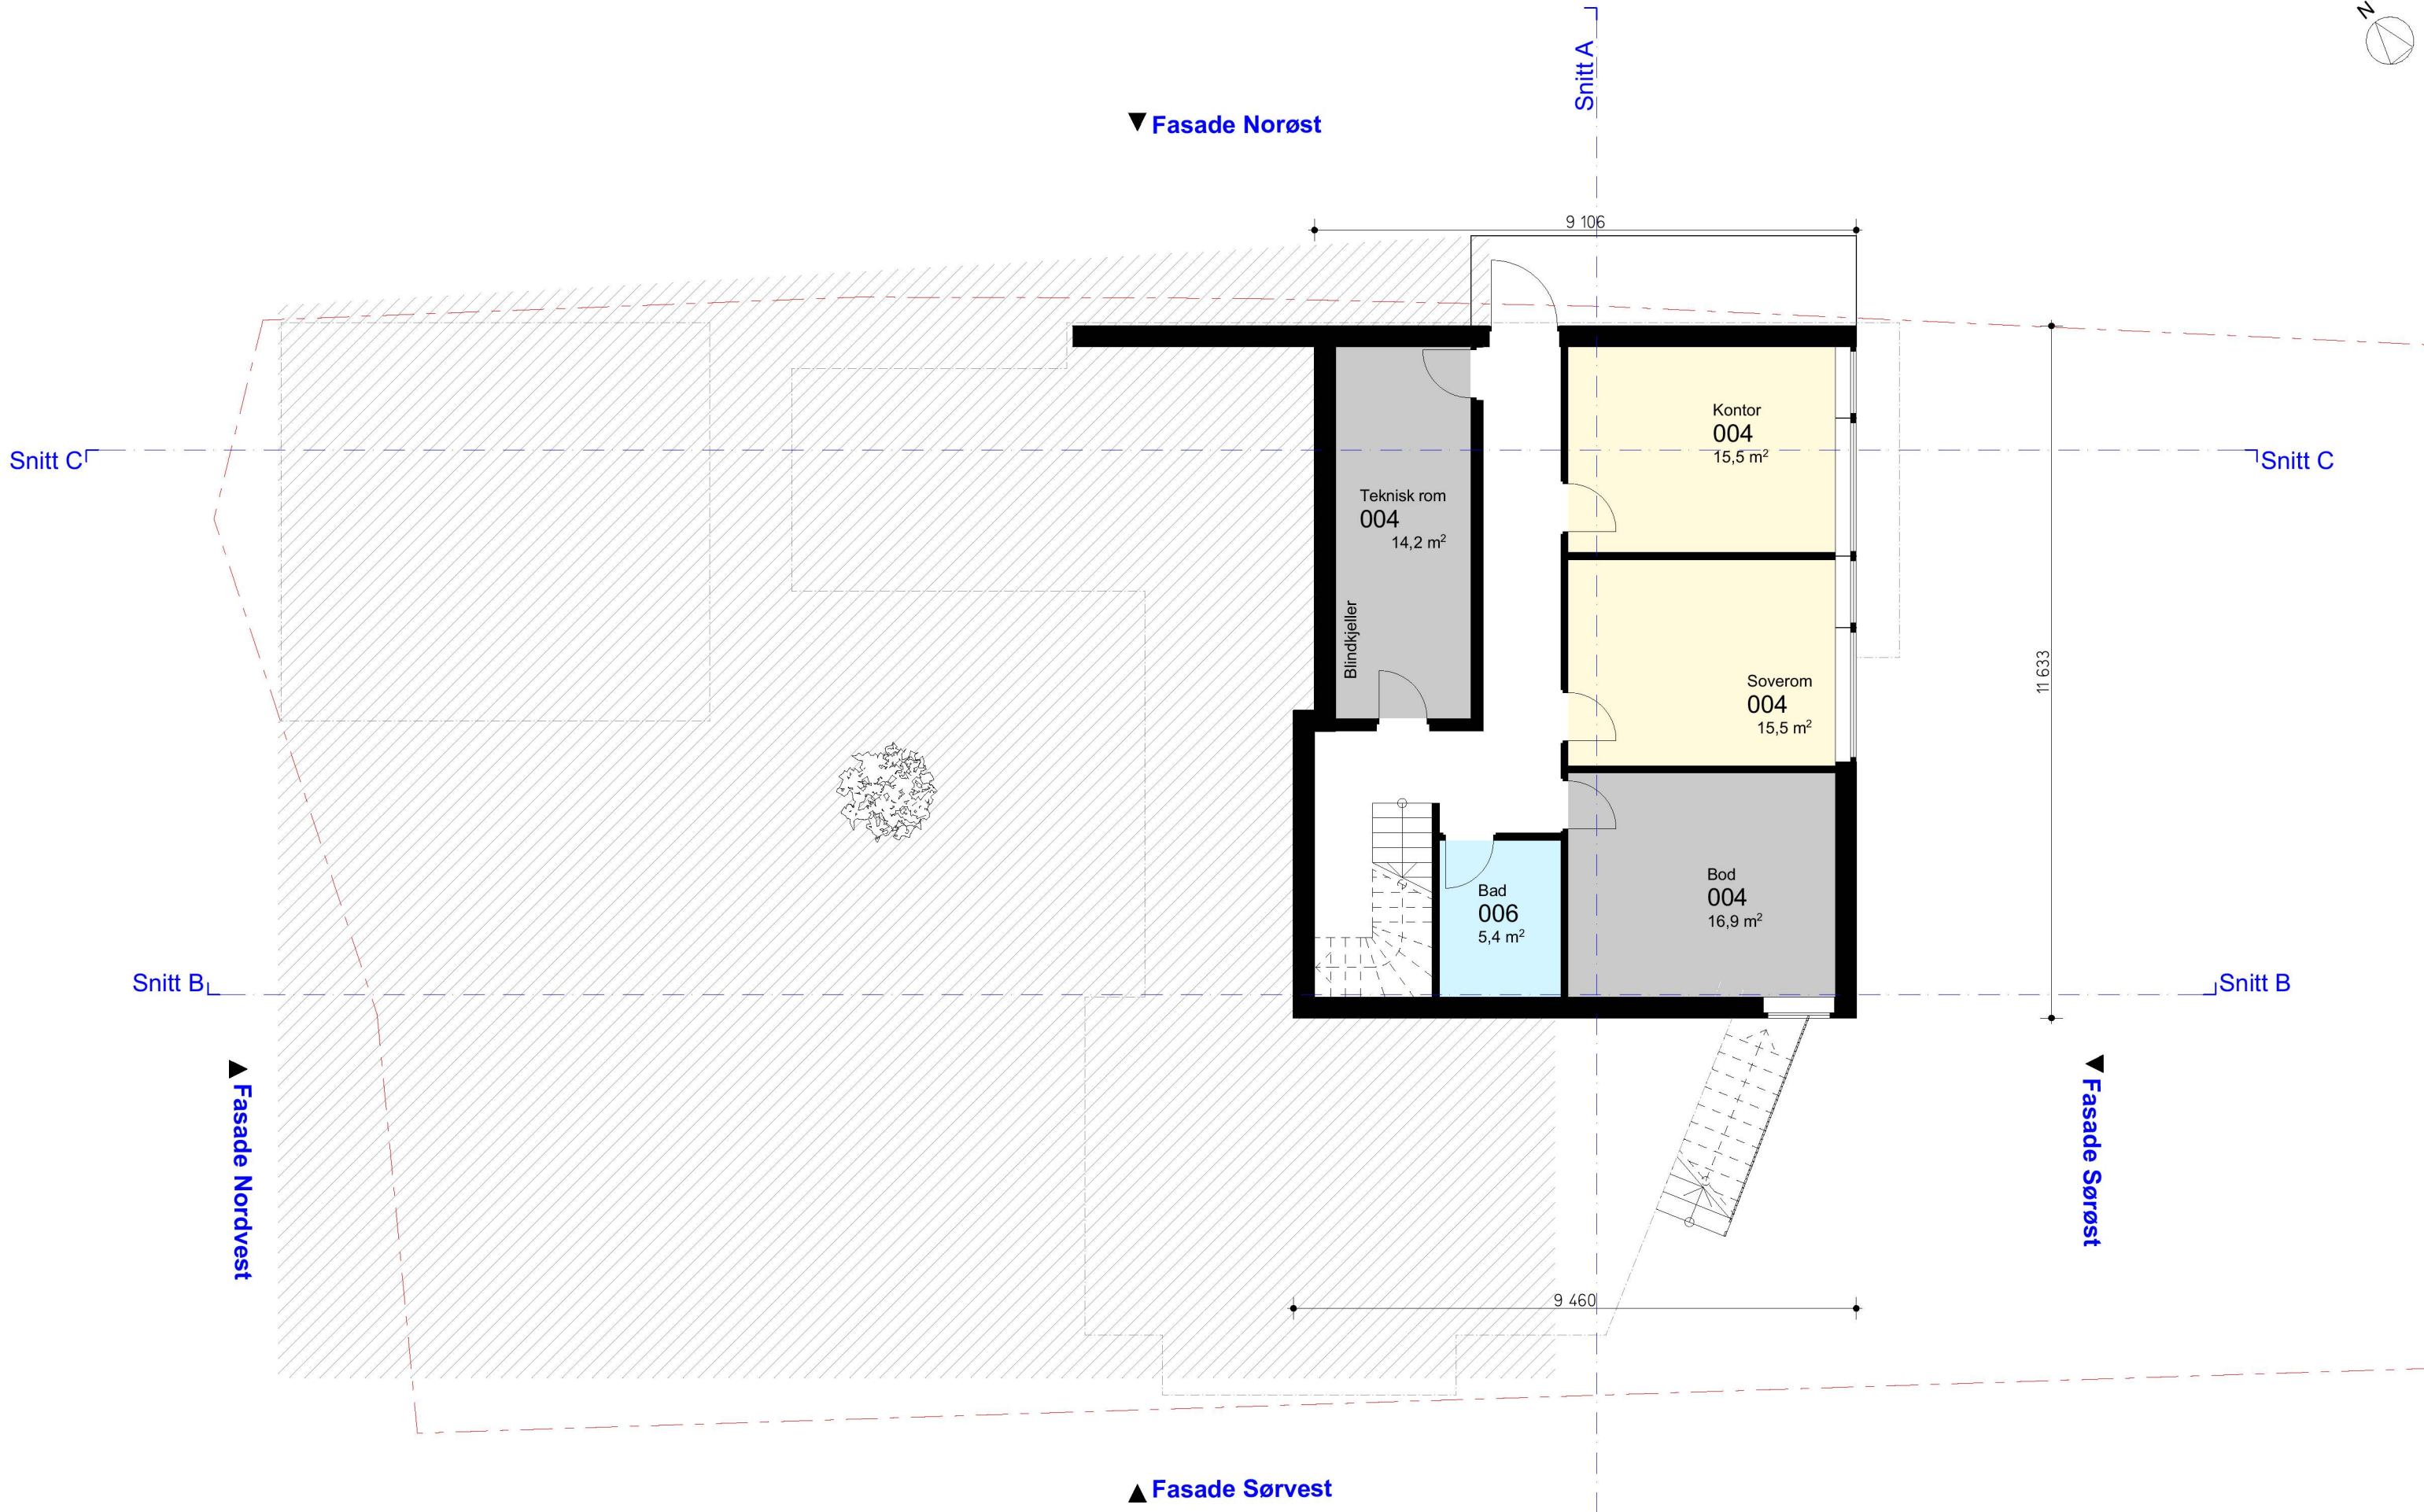 N
Snitt A
Fasade Norøst
9 106
Kontor
004
15,5 m²
Snitt C
Snitt C
Teknisk rom
004
14,2 m²
Blindkjeller
Soverom
004
15,5 m²
11 633
Bod
004
16,9 m²
Bad
006
5,4 m²
Snitt B
Snitt B
Fasade Nordvest
Fasade Sørøst
9 460
Fasade Sørvest